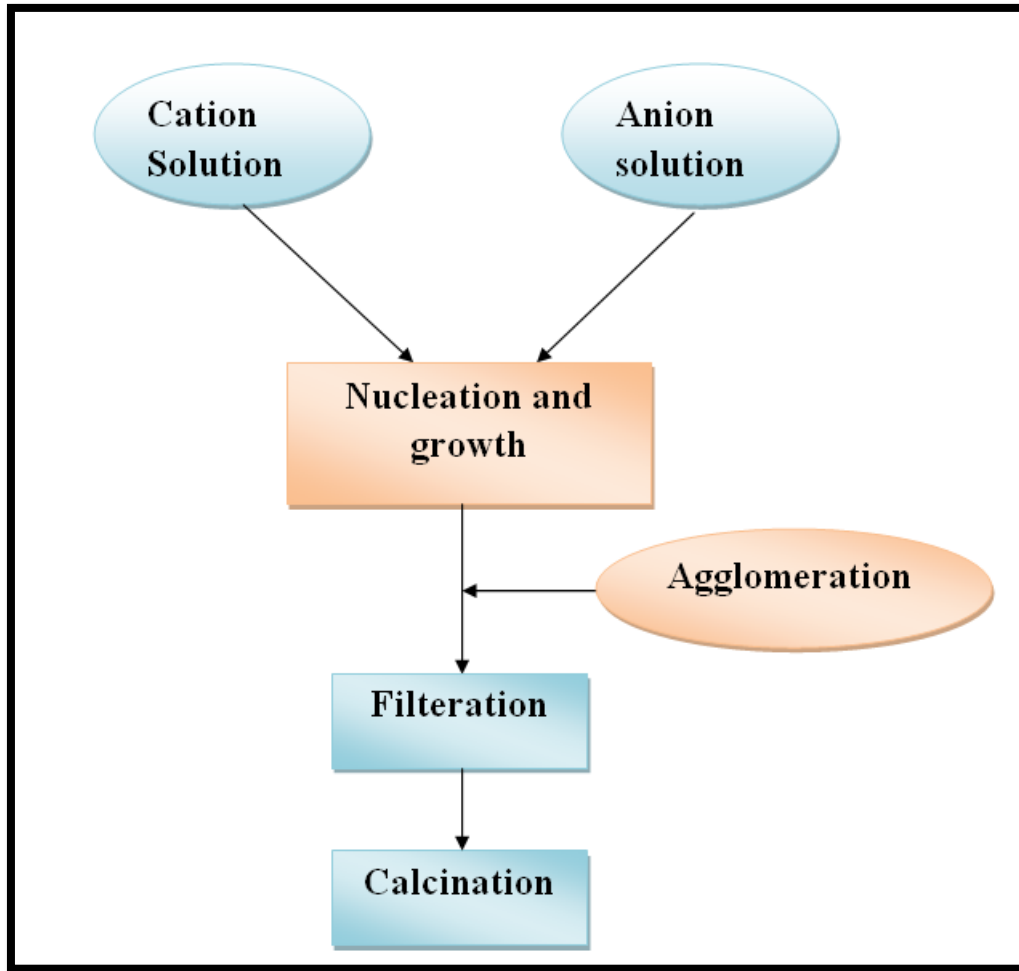 Cation
Solution
Anion
solution
Nucleation and
growth
Agglomeration
Filteration
Calcination